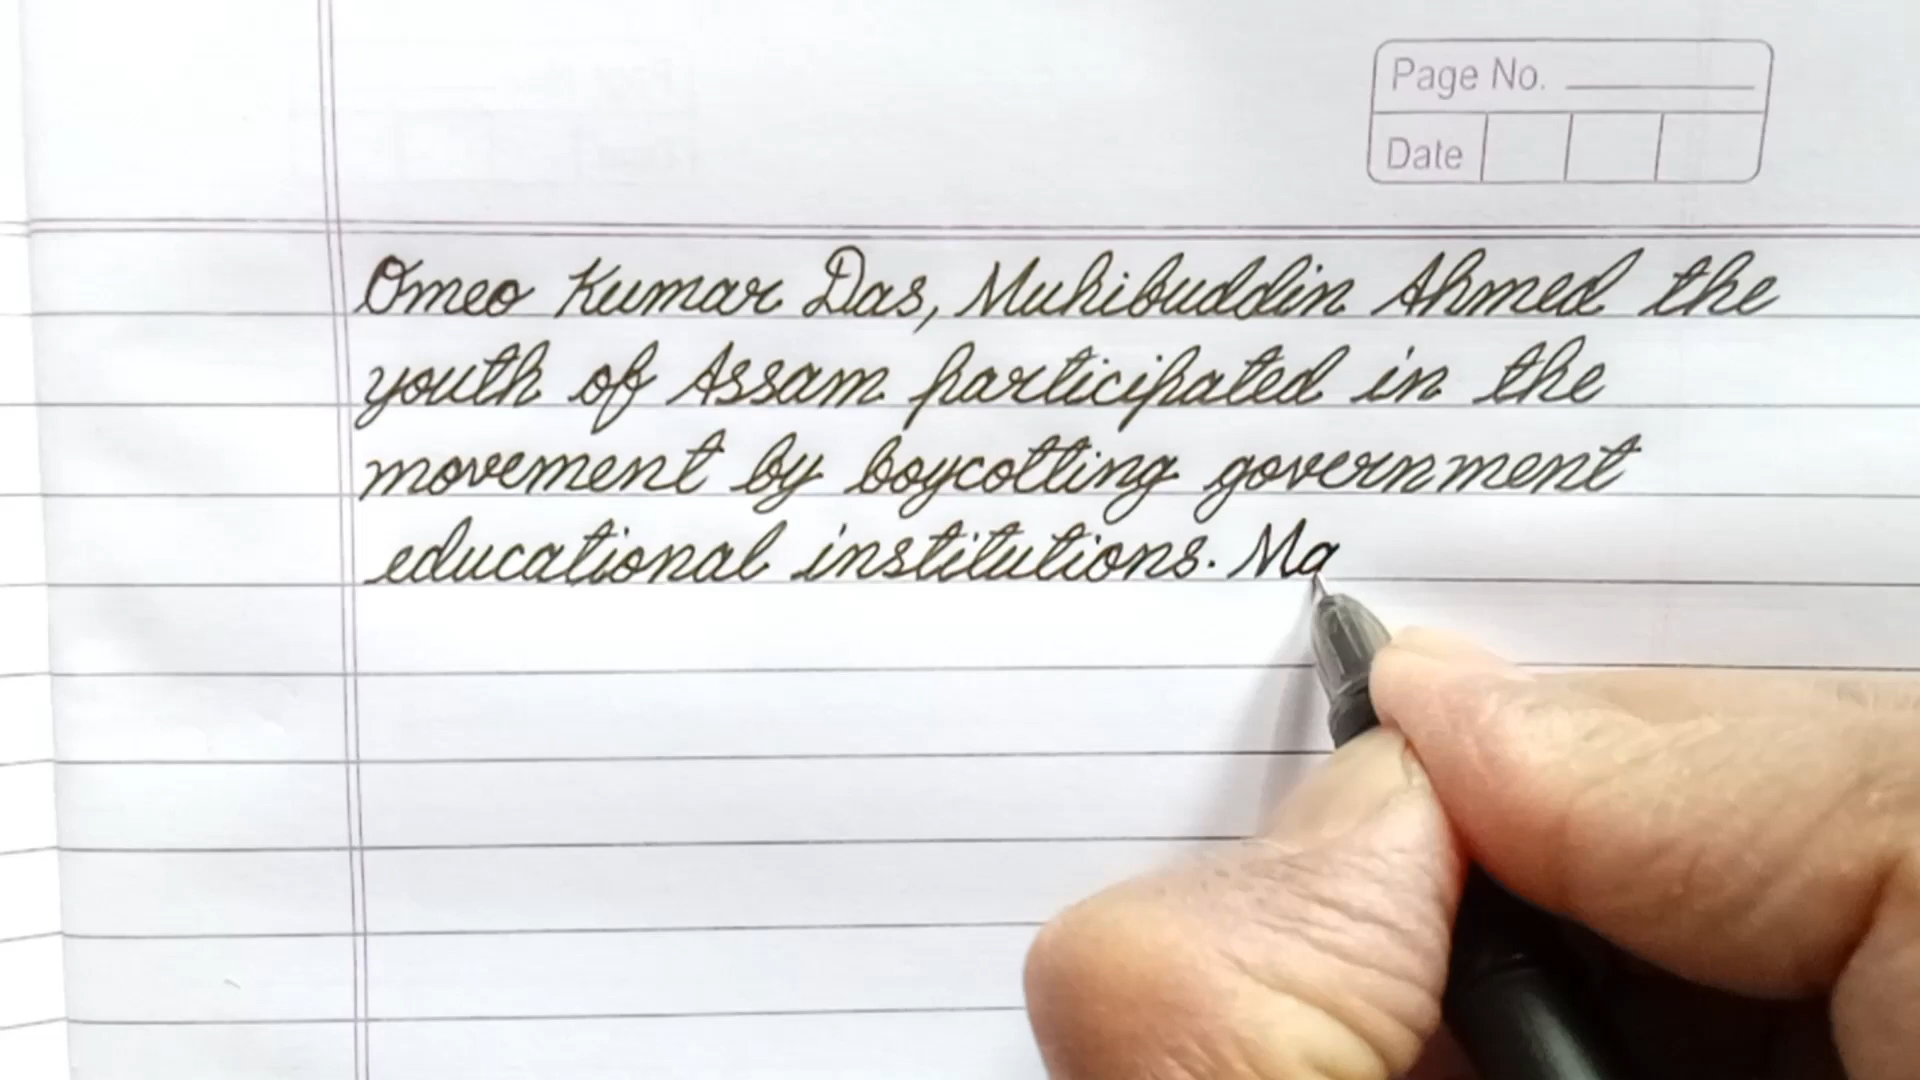 Page No.
Date
Omeo Kumar Das, Muhibuddin Ahmed the
youth of Assam participated in the
movement by boycotting government
educational institutions. Ma